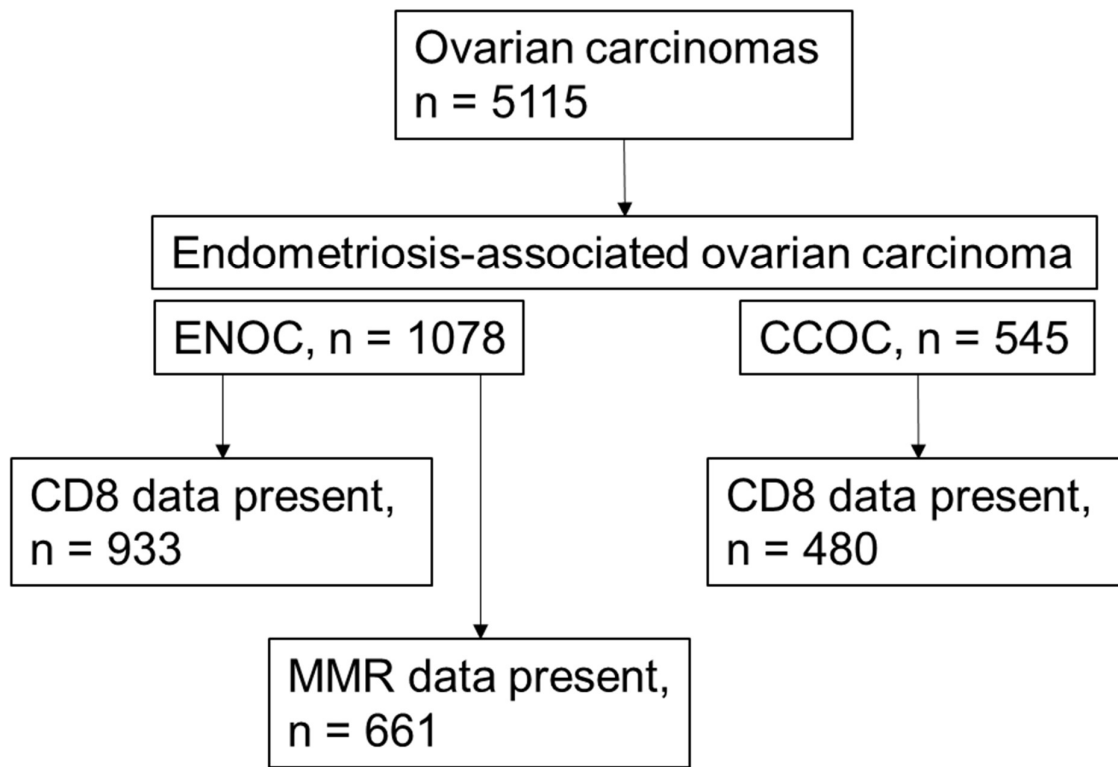 Ovarian carcinomas
n = 5115
Endometriosis-associated ovarian carcinoma
ENOC, n = 1078
CCOC, n = 545
CD8 data present,
n = 933
CD8 data present,
n = 480
MMR data present,
n = 661